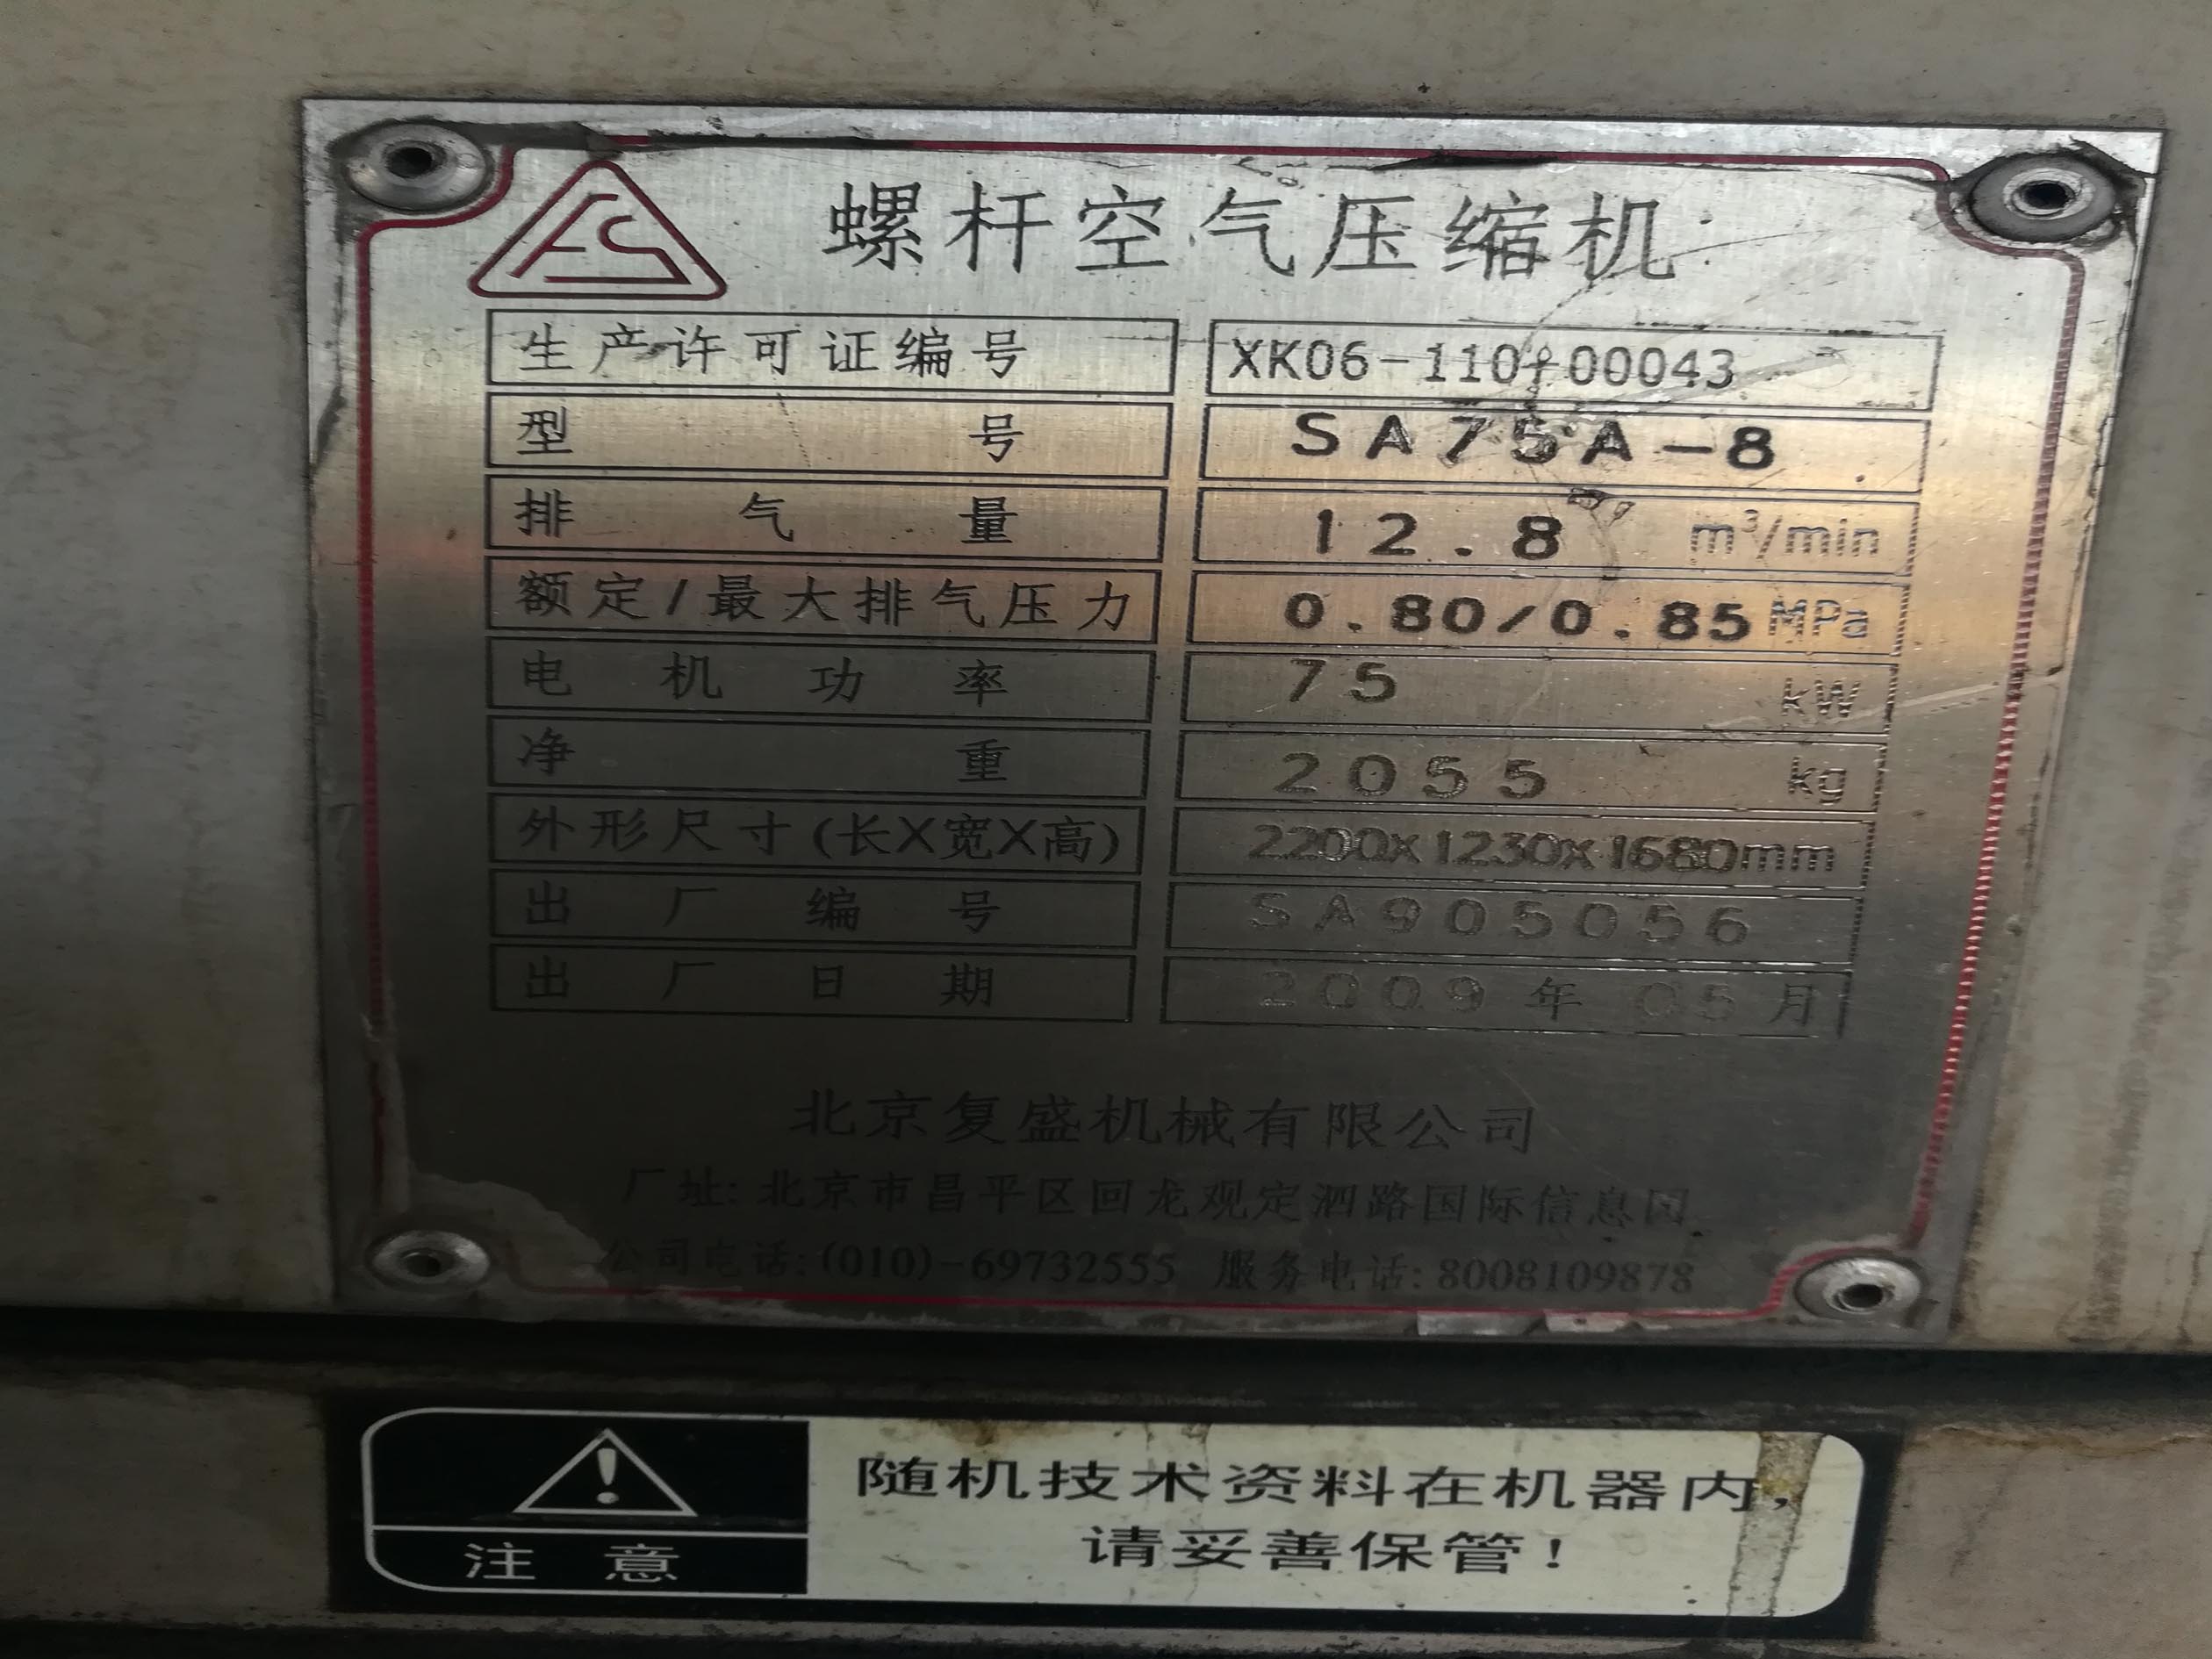 FS 螺杆空气压缩机
生产许可证编号 XK06-110-00043
型号 SA75A-8
排气量 12.8 m³/min
额定/最大排气压力 0.80/0.85 MPa
电机功率 75 kW
净重 2055 kg
外形尺寸(长X宽X高) 2200x1230x1680mm
出厂编号 SA905056
出厂日期 2009年05月
北京复盛机械有限公司
厂址:北京市昌平区回龙观定泗路国际信息园
公司电话:(010)-69732555 服务电话:8008109878
随机技术资料在机器内,
注意 请妥善保管!